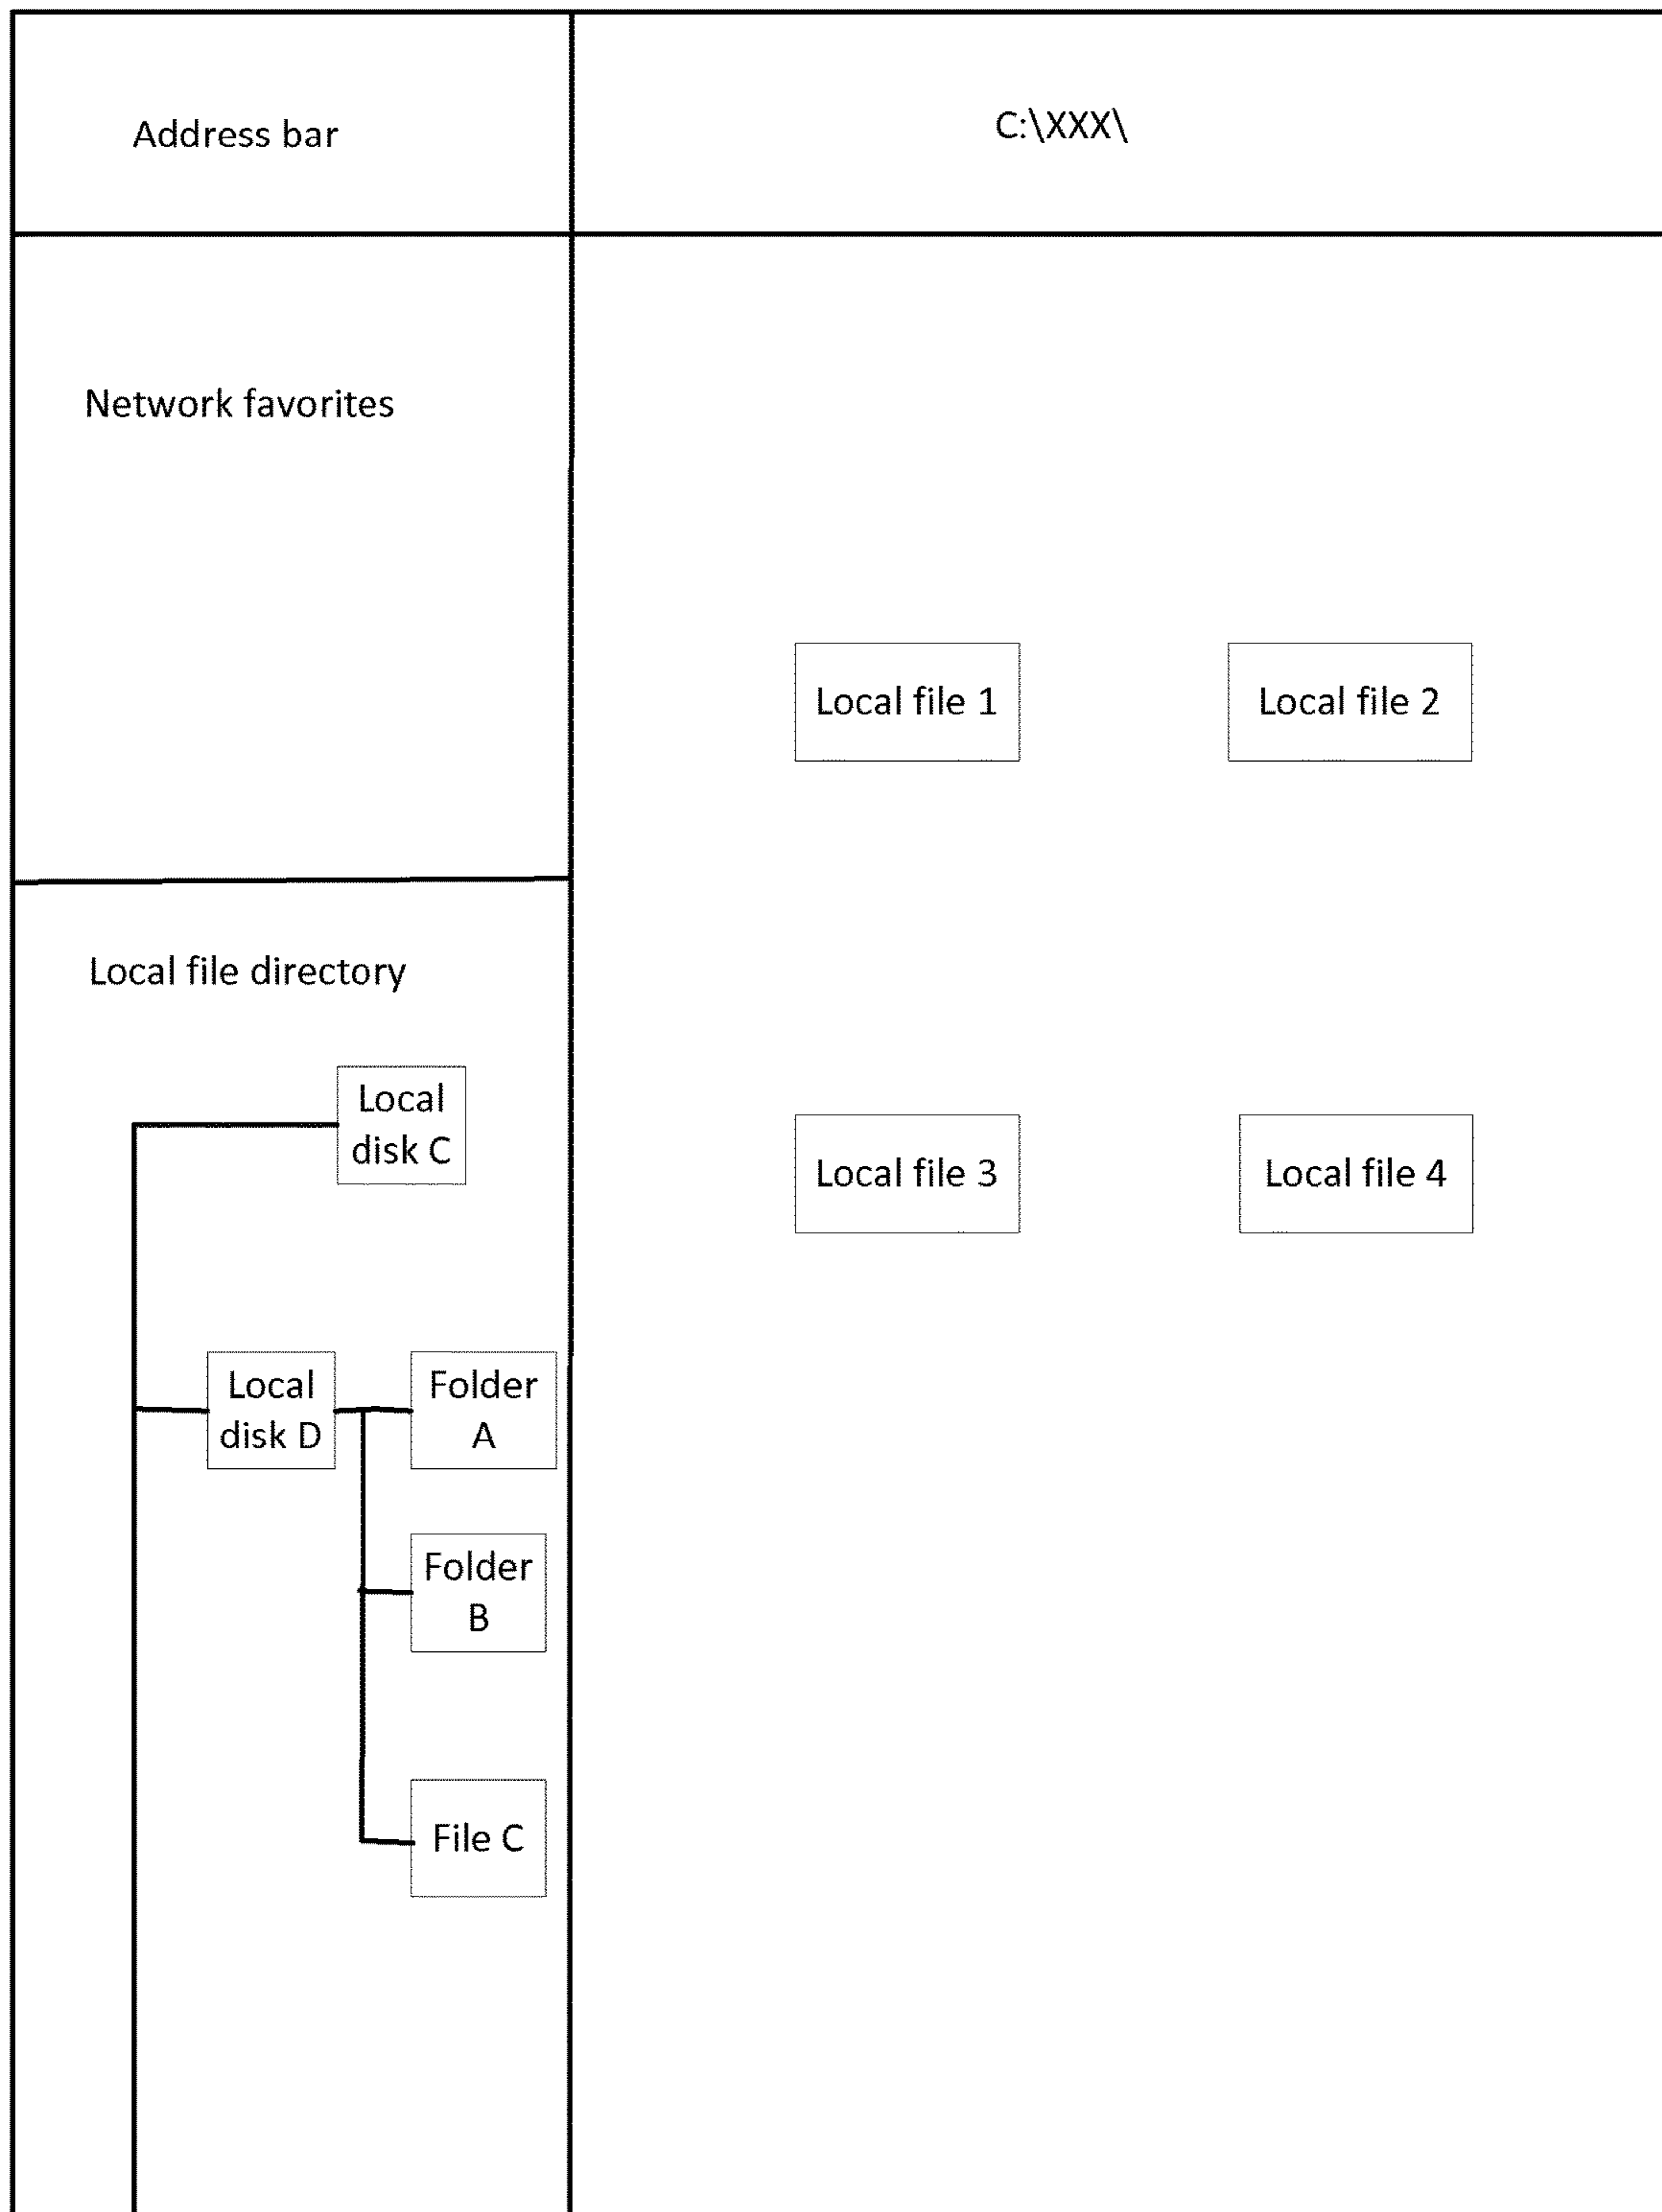 Address bar
C:\XXX\
Network favorites
Local file 1
Local file 2
Local file directory
Local
disk C
Local file 3
Local file 4
Local
disk D
Folder
A
Folder
B
File C